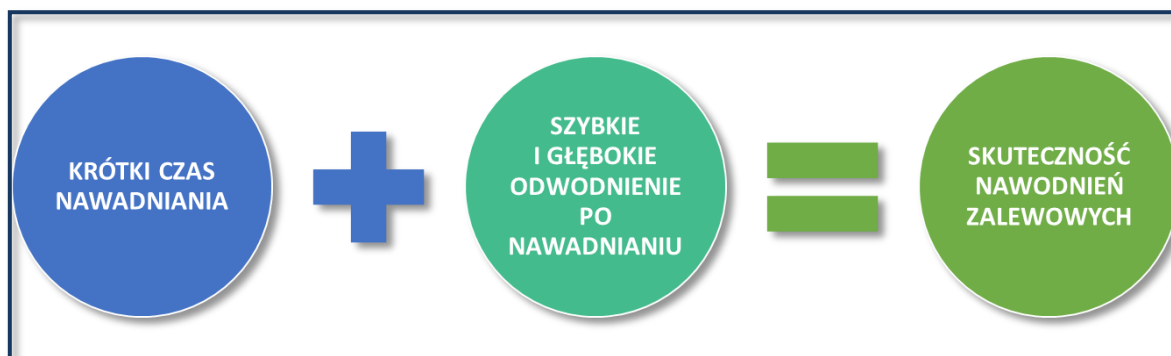 KRÓTKI CZAS
NAWADNIANIA
SZYBKIE
I GŁĘBOKIE
ODWODNIENIE
PO
NAWADNIANIU
SKUTECZNOŚĆ
NAWODNIEŃ
ZALEWOWYCH